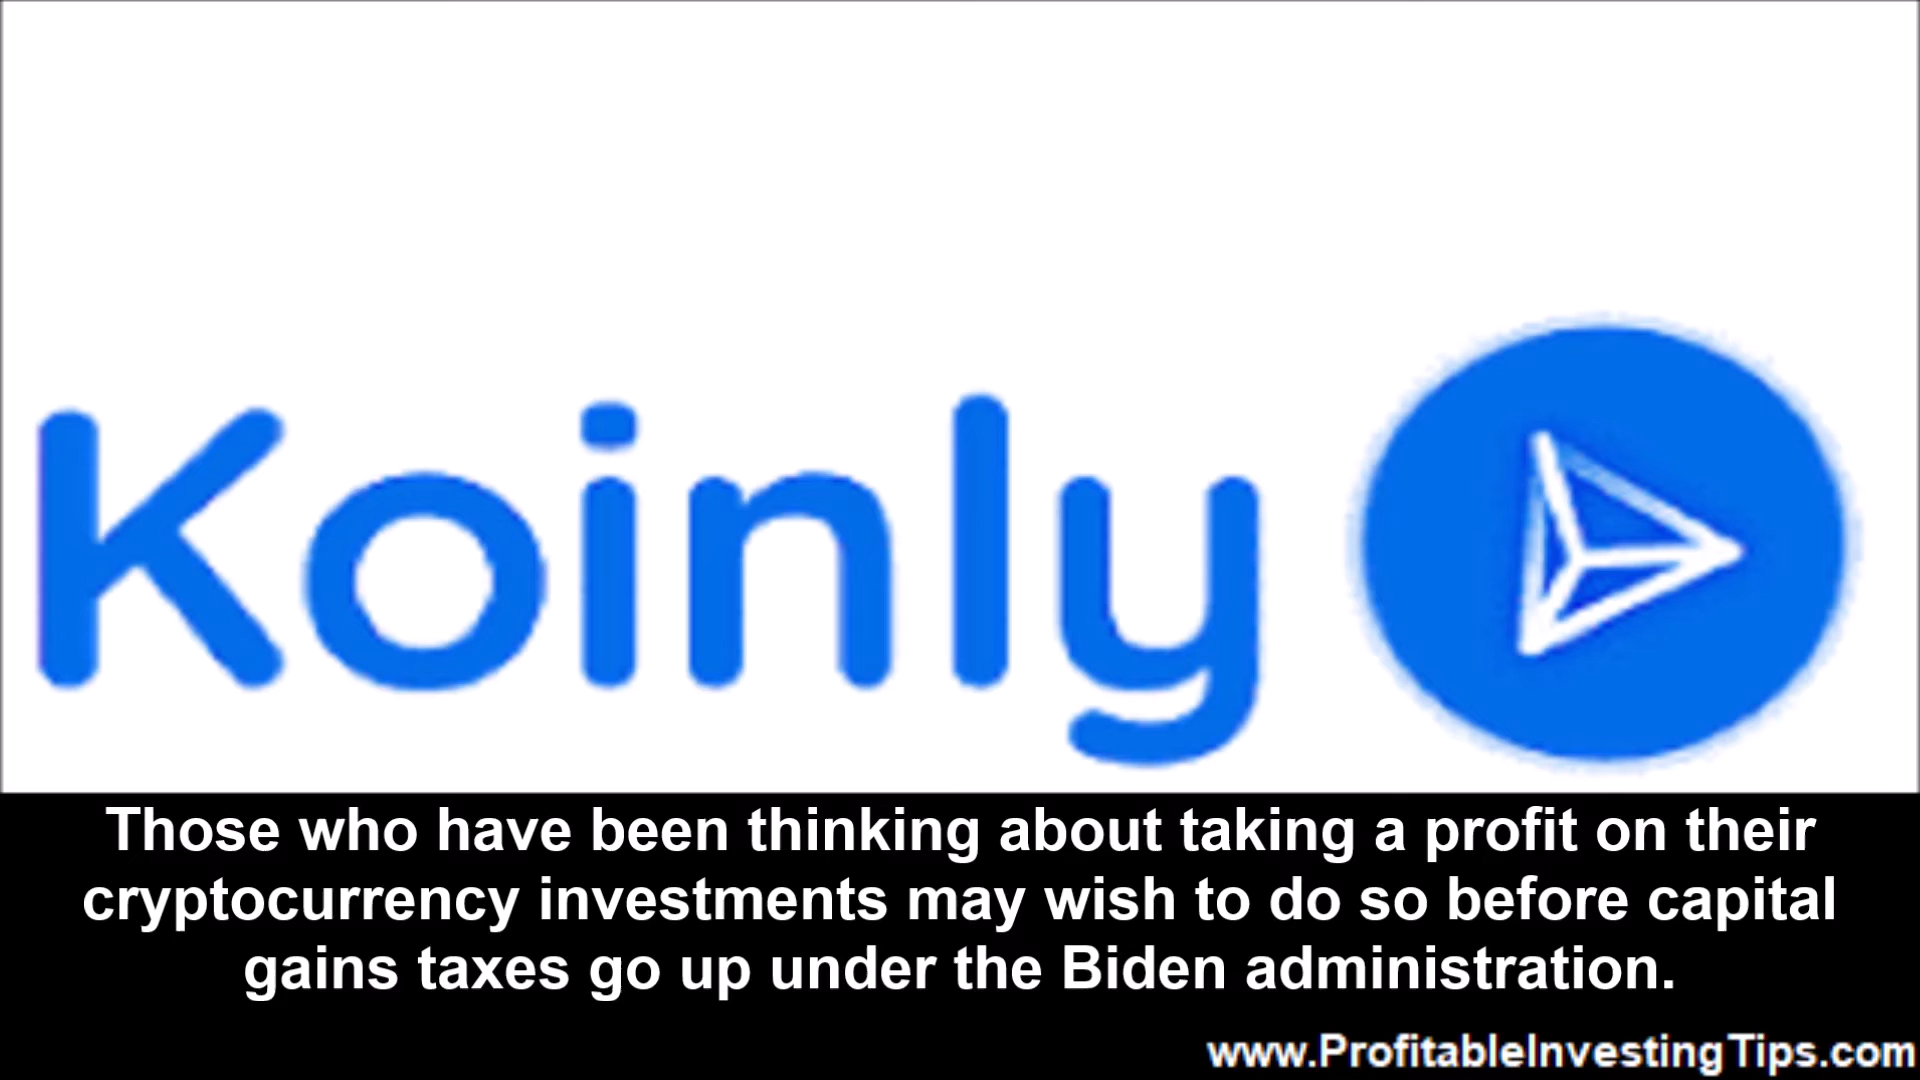 Koinly
Those who have been thinking about taking a profit on their
cryptocurrency investments may wish to do so before capital
gains taxes go up under the Biden administration.
www.ProfitableInvestingTips.com